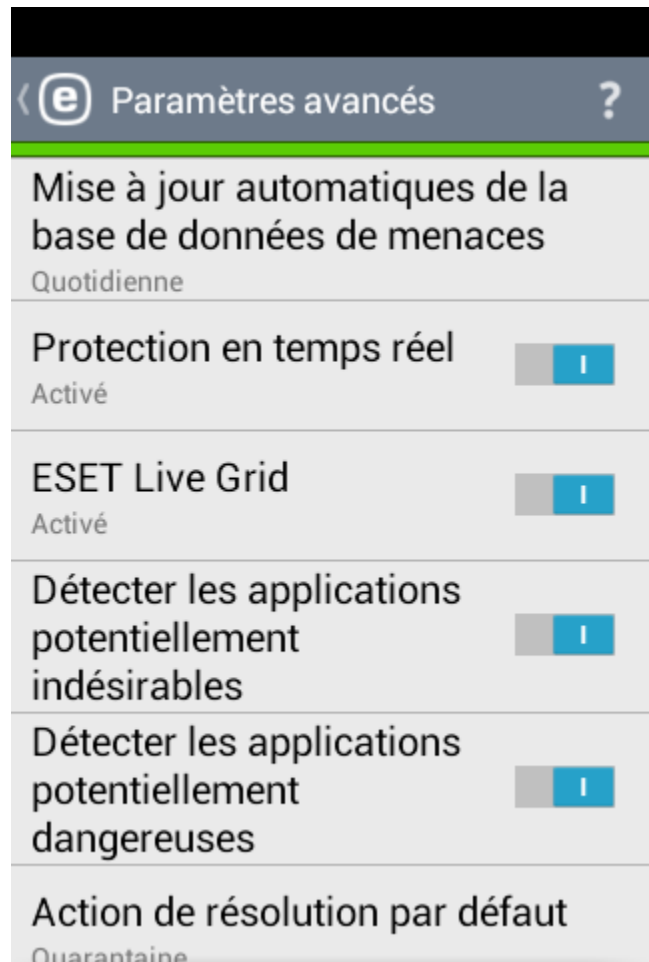 e Paramètres avancés ?
Mise à jour automatiques de la
base de données de menaces
Quotidienne
Protection en temps réel
Activé
I
ESET Live Grid
Activé
I
Détecter les applications
potentiellement
indésirables
I
Détecter les applications
potentiellement
dangereuses
I
Action de résolution par défaut
Quarantaine